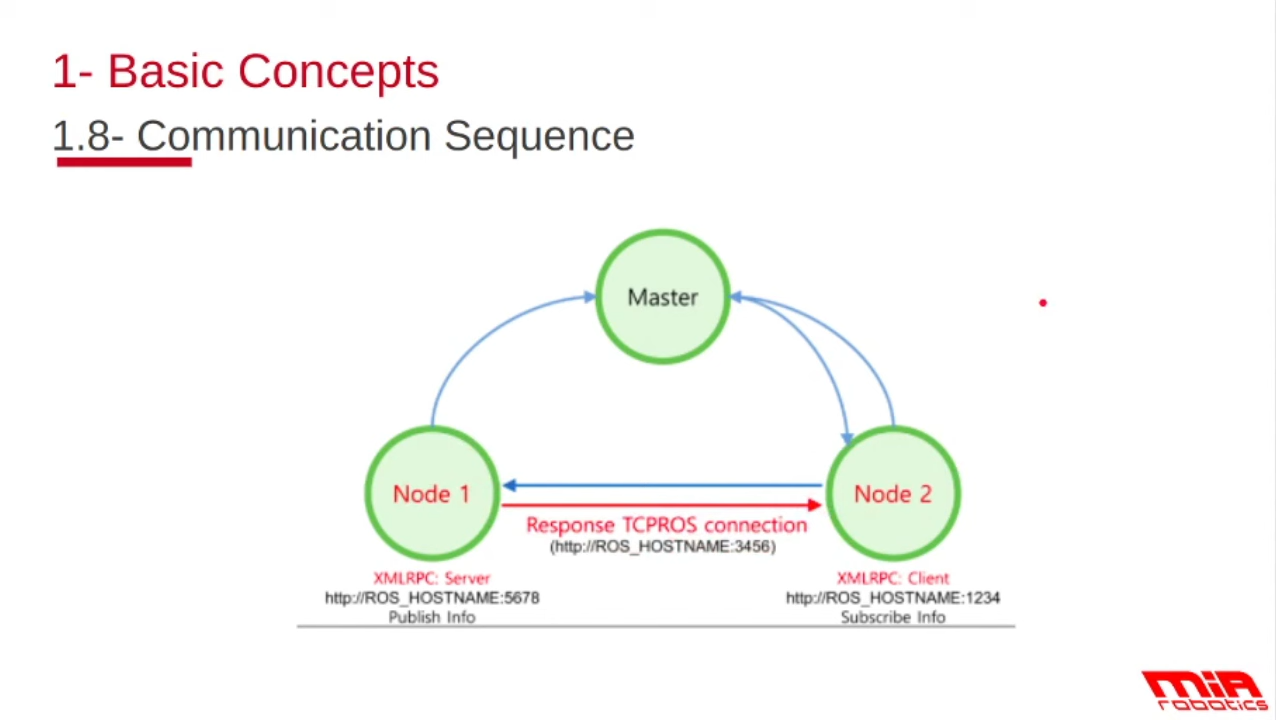 1- Basic Concepts
1.8- Communication Sequence
Master
Node 1
Node 2
Response TCPROS connection
(http://ROS_HOSTNAME:3456)
XMLRPC: Server
http://ROS_HOSTNAME:5678
Publish Info
XMLRPC: Client
http://ROS_HOSTNAME:1234
Subscribe Info
MIA
robotics